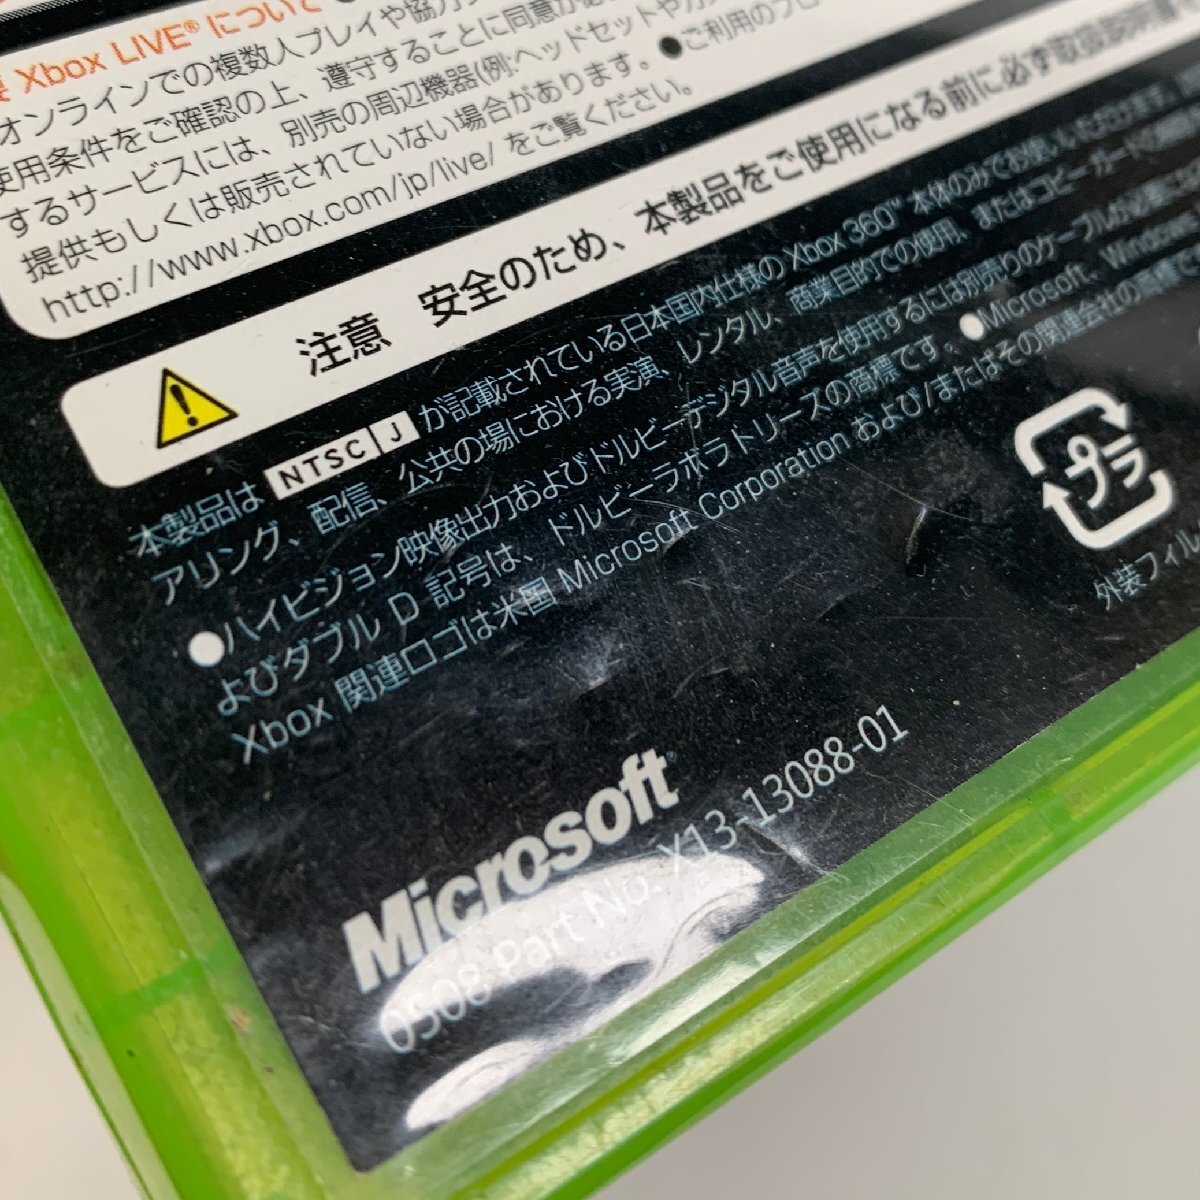 Xbox LIVE® について
オンラインでの複数人プレイや協力
使用条件をご確認の上、遵守することに同意が必
するサービスには、別売の周辺機器(例:ヘッドセットやカ
提供もしくは販売されていない場合があります。 ●ご利用のプロ
http://www.xbox.com/jp/live/ をご覧ください。
注意 安全のため、本製品をご使用になる前に必ず取扱説明書
本製品は NTSC J が記載されている日本国内仕様の Xbox 360™ 本体のみでお使いいただけます。
アリング、配信、公共の場における実演、レンタル、商業目的での使用、またはコピーガードの
●ハイビジョン映像出力およびドルビーデジタル音声を使用するには別売りのケーブルが必要
よびダブル D 記号は、ドルビーラボラトリーズの商標です。 ●Microsoft、Windows
Xbox 関連ロゴは米国 Microsoft Corporation および/またはその関連会社の商標で
プラ
外装フィル
Microsoft
0508 Part No. X13-13088-01